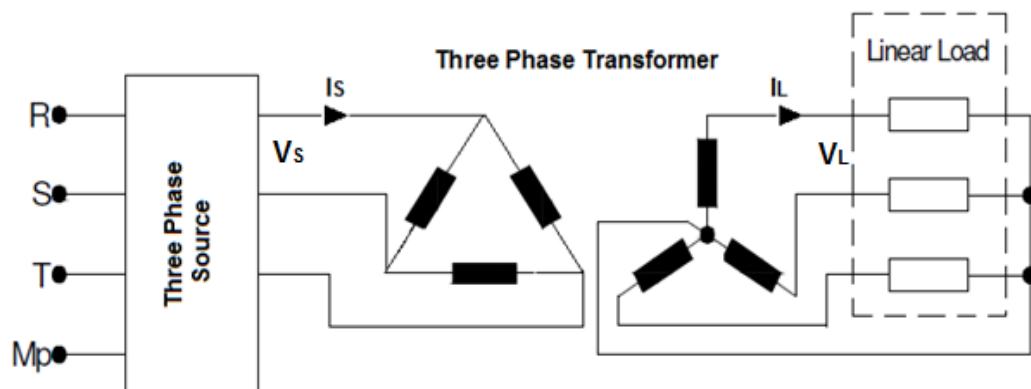 Three Phase Transformer
Linear Load
R
S
T
Mp
Three Phase
Source
IS
VS
IL
VL